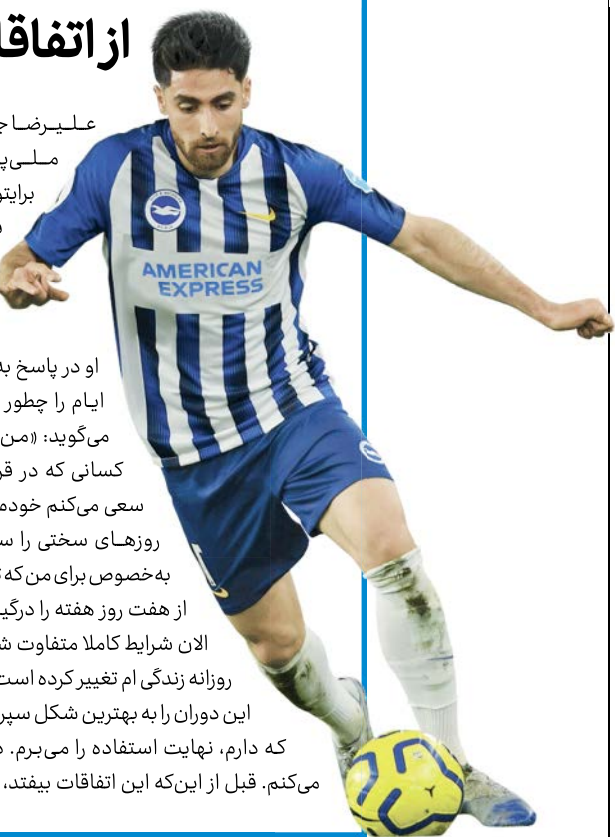 از اتفاقا
علیرضا ج
ملی‌پ
برایتو
او در پاسخ به
ایام را چطور
می‌گوید: «من
کسانی که در قر
سعی می‌کنم خودم
روزهای سختی را س
به‌خصوص برای من که
از هفت روز هفته را درگی
الان شرایط کاملا متفاوت ش
روزانه زندگی ام تغییر کرده است
این دوران را به بهترین شکل سپر
که دارم، نهایت استفاده را می‌برم. د
می‌کنم. قبل از این‌که این اتفاقات بیفتد،
AMERICAN
EXPRESS